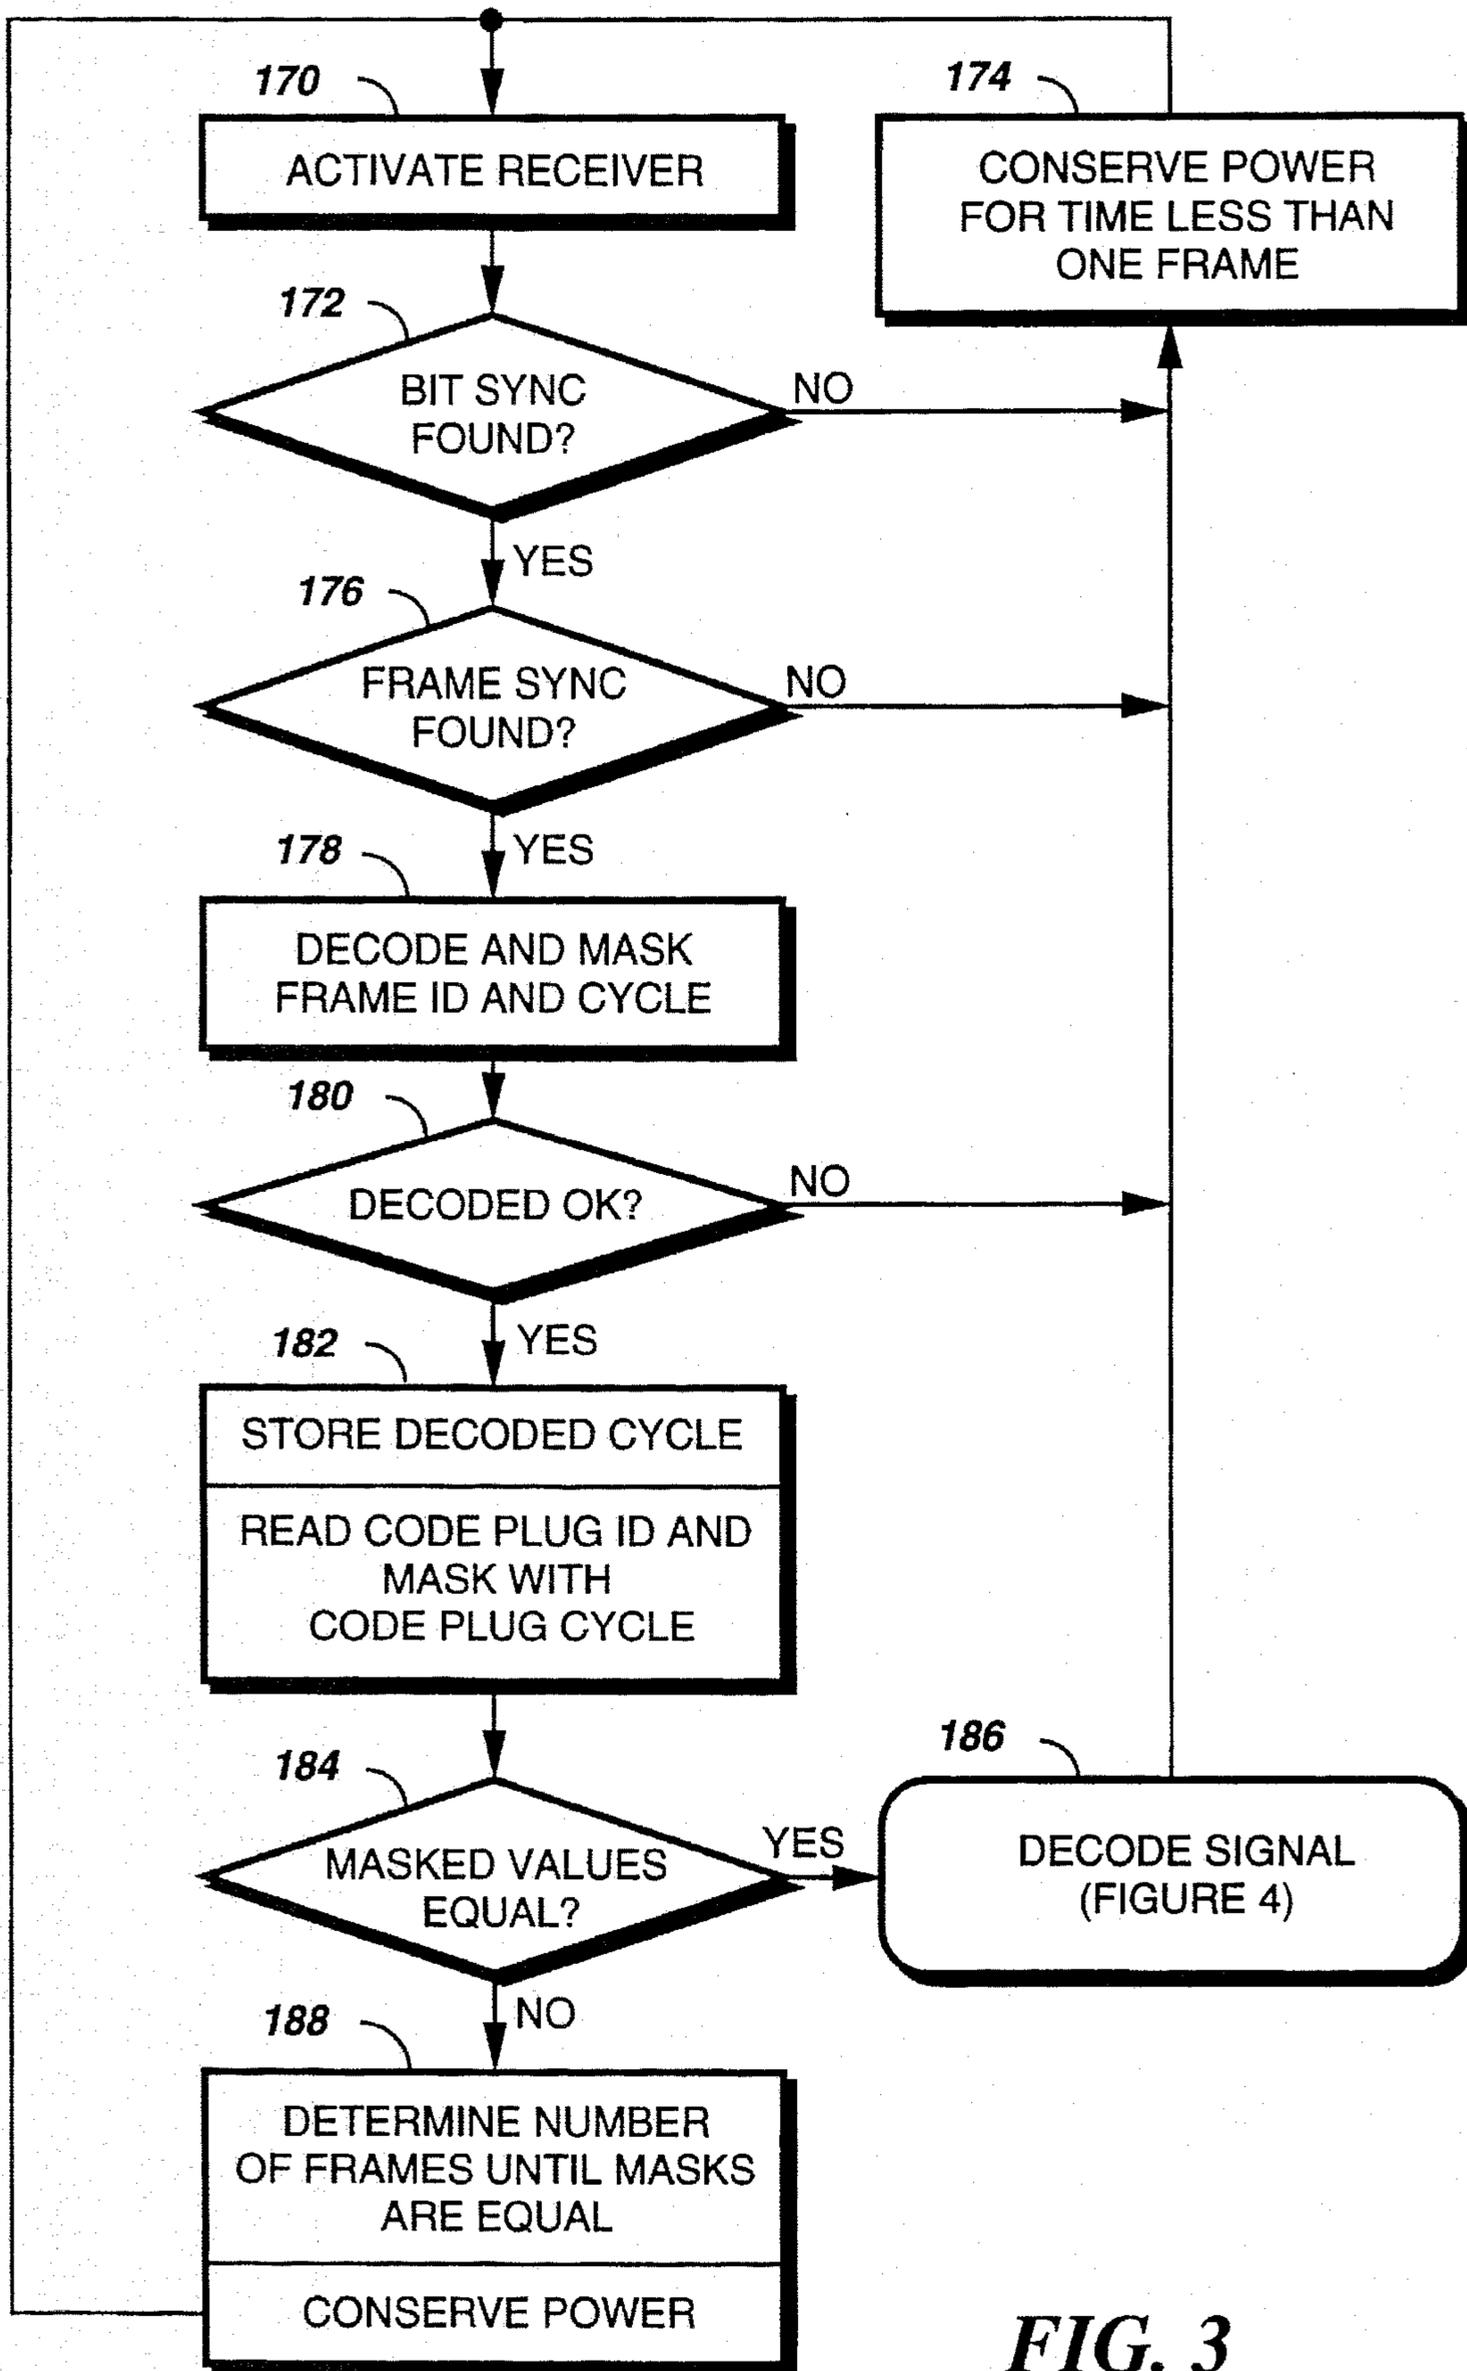 170
ACTIVATE RECEIVER
174
CONSERVE POWER
FOR TIME LESS THAN
ONE FRAME
172
BIT SYNC
FOUND?
NO
YES
176
FRAME SYNC
FOUND?
NO
YES
178
DECODE AND MASK
FRAME ID AND CYCLE
180
DECODED OK?
NO
YES
182
STORE DECODED CYCLE
READ CODE PLUG ID AND
MASK WITH
CODE PLUG CYCLE
184
MASKED VALUES
EQUAL?
YES
186
DECODE SIGNAL
(FIGURE 4)
NO
188
DETERMINE NUMBER
OF FRAMES UNTIL MASKS
ARE EQUAL
CONSERVE POWER
FIG. 3